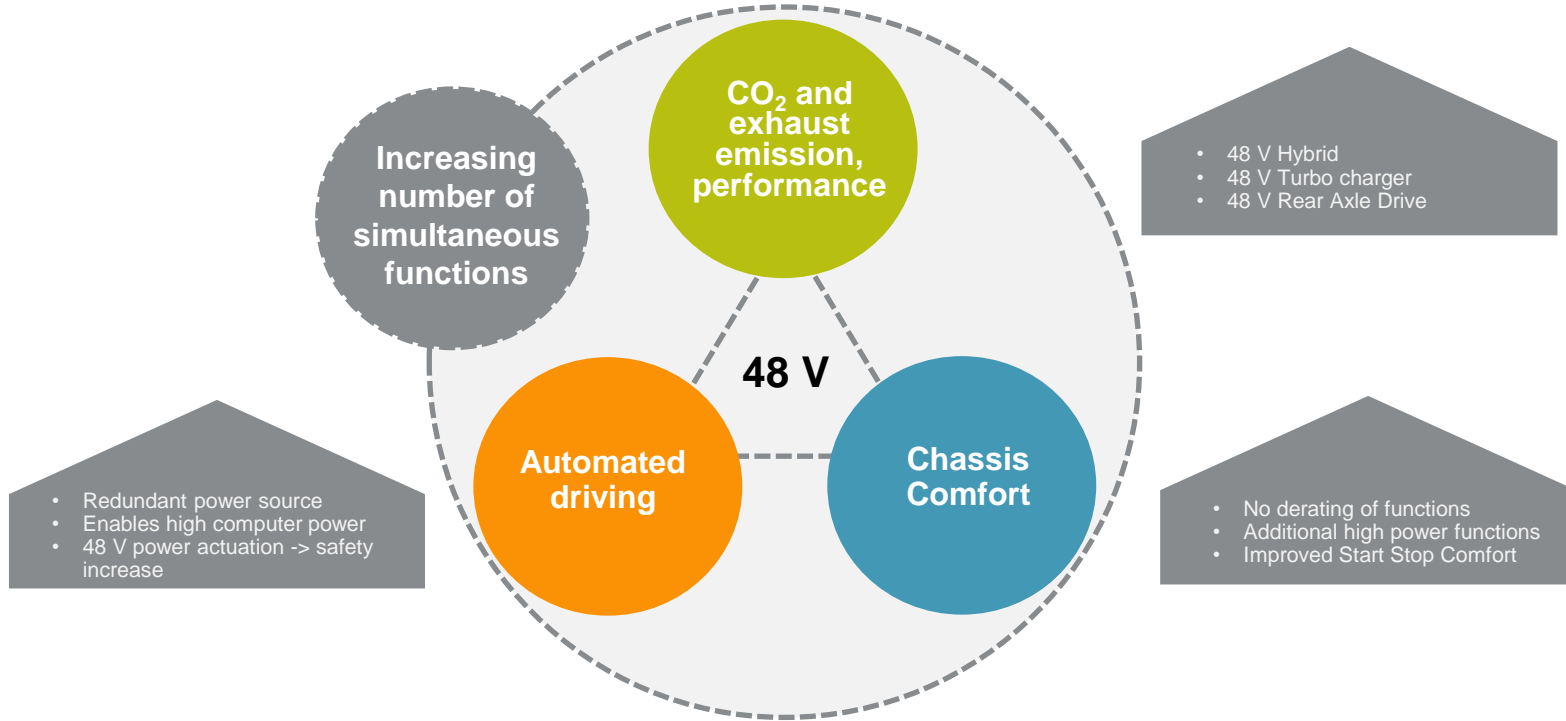 CO₂ and
exhaust
emission,
performance
Increasing
number of
simultaneous
functions
• 48 V Hybrid
• 48 V Turbo charger
• 48 V Rear Axle Drive
48 V
Automated
driving
Chassis
Comfort
• Redundant power source
• Enables high computer power
• 48 V power actuation -> safety
increase
• No derating of functions
• Additional high power functions
• Improved Start Stop Comfort